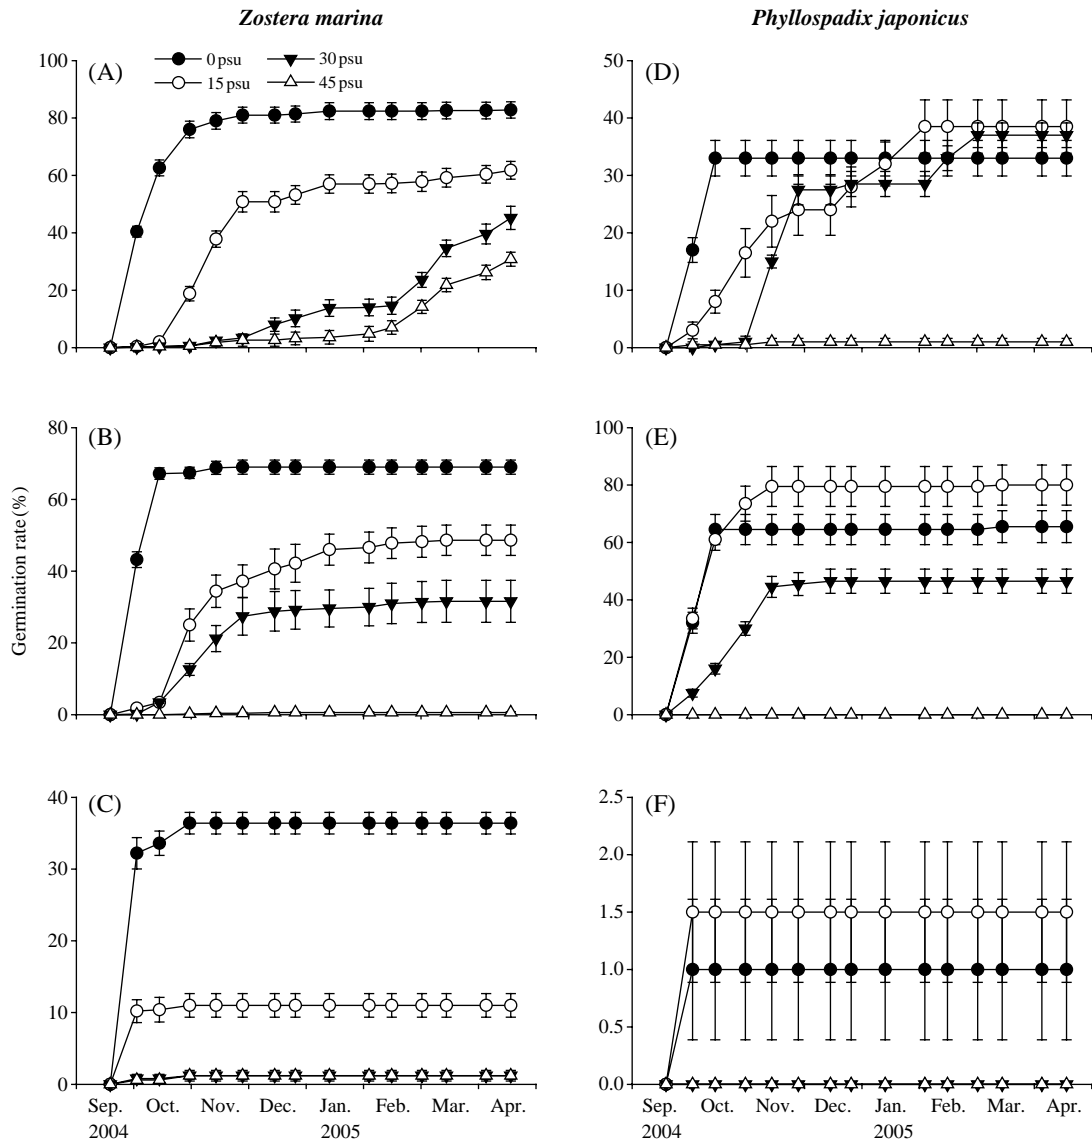 Zostera marina
Phyllospadix japonicus
(A)
0 psu
30 psu
15 psu
45 psu
100
80
60
40
20
0
(D)
50
40
30
20
10
0
Germination rate (%)
(B)
80
60
40
20
0
(E)
100
80
60
40
20
0
(C)
40
30
20
10
0
Sep. Oct. Nov. Dec. Jan. Feb. Mar. Apr.
2004 2005
(F)
2.5
2.0
1.5
1.0
0.5
0.0
Sep. Oct. Nov. Dec. Jan. Feb. Mar. Apr.
2004 2005